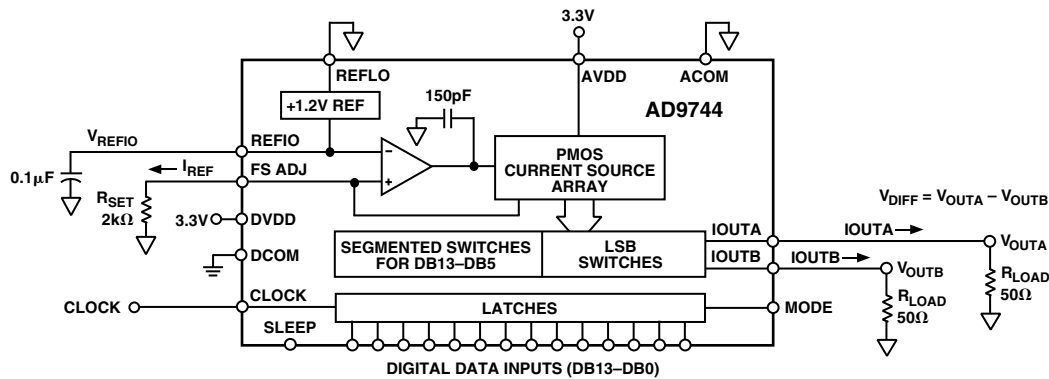 3.3V
REFLO
AVDD
ACOM
+1.2V REF
150pF
AD9744
VREFIO
REFIO
0.1µF
IREF
FS ADJ
RSET
2kΩ
PMOS
CURRENT SOURCE
ARRAY
VDIFF = VOUTA – VOUTB
3.3V
DVDD
DCOM
SEGMENTED SWITCHES
FOR DB13–DB5
LSB
SWITCHES
IOUTA
IOUTA
VOUTA
IOUTB
IOUTB
VOUTB
RLOAD
50Ω
RLOAD
50Ω
CLOCK
CLOCK
LATCHES
MODE
SLEEP
DIGITAL DATA INPUTS (DB13–DB0)